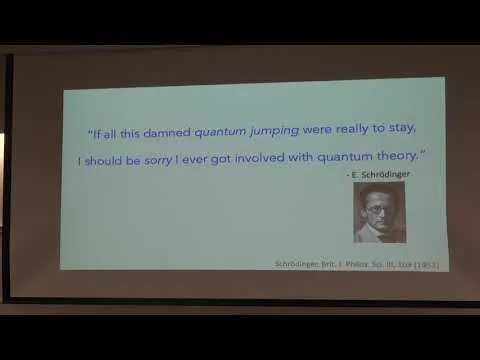 “If all this damned quantum jumping were really to stay,
I should be sorry I ever got involved with quantum theory.”
- E. Schrödinger
Schrödinger, Brit. J. Philos. Sp. III, 109 (1952)